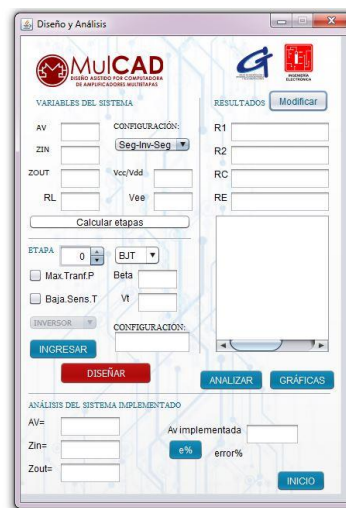 Diseño y Análisis
MulCAD
DISEÑO ASISTIDO POR COMPUTADORA
DE AMPLIFICADORES MULTIETAPAS
INGENIERÍA
ELECTRÓNICA
VARIABLES DEL SISTEMA
RESULTADOS
Modificar
AV
CONFIGURACIÓN:
ZIN
Seg-Inv-Seg
ZOUT
Vcc/Vdd
RL
Vee
Calcular etapas
R1
R2
RC
RE
ETAPA
0
BJT
Max.Tranf.P
Beta
Baja.Sens.T
Vt
INVERSOR
CONFIGURACIÓN:
INGRESAR
DISEÑAR
ANALIZAR
GRÁFICAS
ANÁLISIS DEL SISTEMA IMPLEMENTADO
AV=
Av implementada
Zin=
e%
error%
Zout=
INICIO